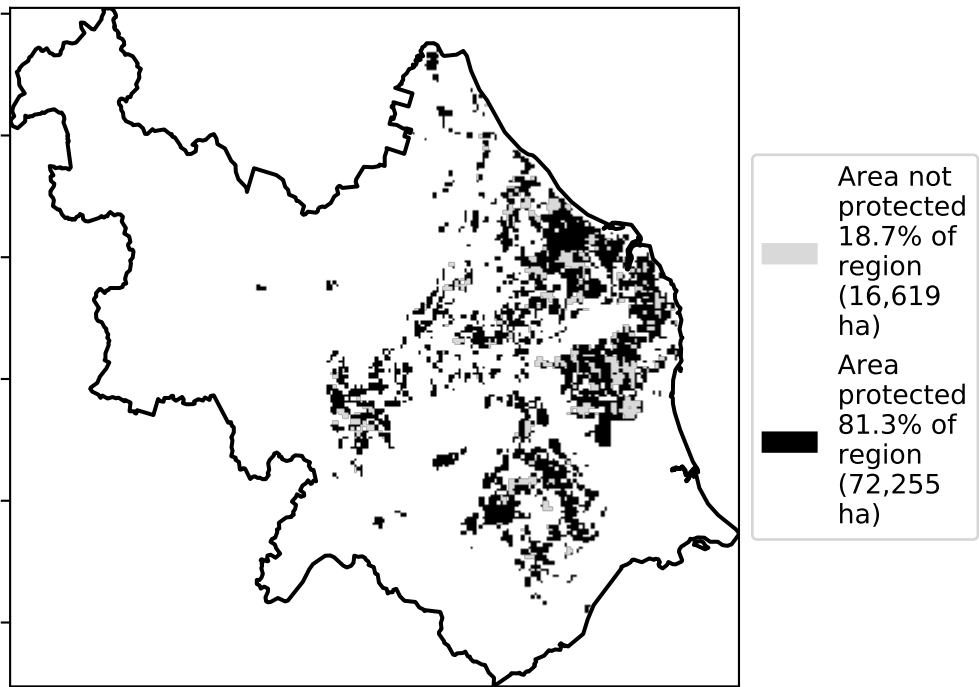 Area not
protected
18.7% of
region
(16,619
ha)
Area
protected
81.3% of
region
(72,255
ha)